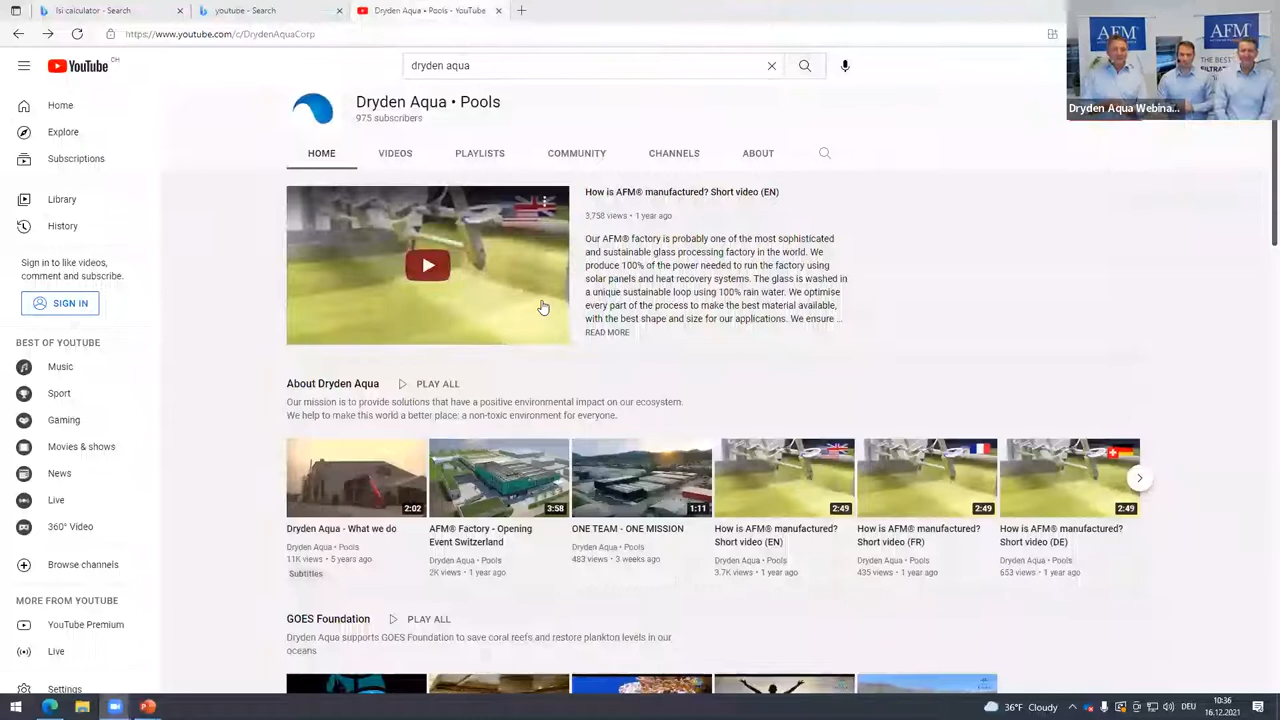 lsi calculator - Search
youtube - Search
Dryden Aqua • Pools - YouTube
https://www.youtube.com/c/DrydenAquaCorp
YouTube CH
dryden aqua
AFM
AFM
THE BEST
Dryden Aqua Webina...
Home
Explore
Subscriptions
Library
History
Sign in to like videos,
comment and subscribe.
SIGN IN
BEST OF YOUTUBE
Music
Sport
Gaming
Movies & shows
News
Live
360° Video
Browse channels
MORE FROM YOUTUBE
YouTube Premium
Live
Settings
Dryden Aqua • Pools
975 subscribers
HOME
VIDEOS
PLAYLISTS
COMMUNITY
CHANNELS
ABOUT
How is AFM® manufactured? Short video (EN)
3,758 views • 1 year ago
Our AFM® factory is probably one of the most sophisticated
and sustainable glass processing factory in the world. We
produce 100% of the power needed to run the factory using
solar panels and heat recovery systems. The glass is washed in
a unique sustainable loop using 100% rain water. We optimise
every part of the process to make the best material available,
with the best shape and size for our applications. We ensure ...
READ MORE
About Dryden Aqua
PLAY ALL
Our mission is to provide solutions that have a positive environmental impact on our ecosystem.
We help to make this world a better place: a non-toxic environment for everyone.
2:02
3:58
1:11
2:49
2:49
2:49
Dryden Aqua - What we do
Dryden Aqua • Pools
11K views • 5 years ago
Subtitles
AFM® Factory - Opening
Event Switzerland
Dryden Aqua • Pools
2K views • 1 year ago
ONE TEAM - ONE MISSION
Dryden Aqua • Pools
483 views • 3 weeks ago
How is AFM® manufactured?
Short video (EN)
Dryden Aqua • Pools
3.7K views • 1 year ago
How is AFM® manufactured?
Short video (FR)
Dryden Aqua • Pools
435 views • 1 year ago
How is AFM® manufactured?
Short video (DE)
Dryden Aqua • Pools
653 views • 1 year ago
GOES Foundation
PLAY ALL
Dryden Aqua supports GOES Foundation to save coral reefs and restore plankton levels in our
oceans
36°F Cloudy
DEU
10:36
16.12.2021